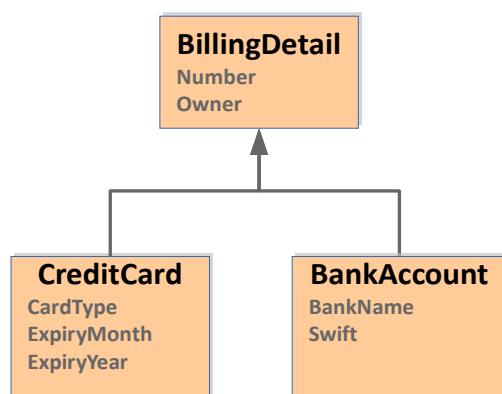 BillingDetail
Number
Owner
CreditCard
CardType
ExpiryMonth
ExpiryYear
BankAccount
BankName
Swift